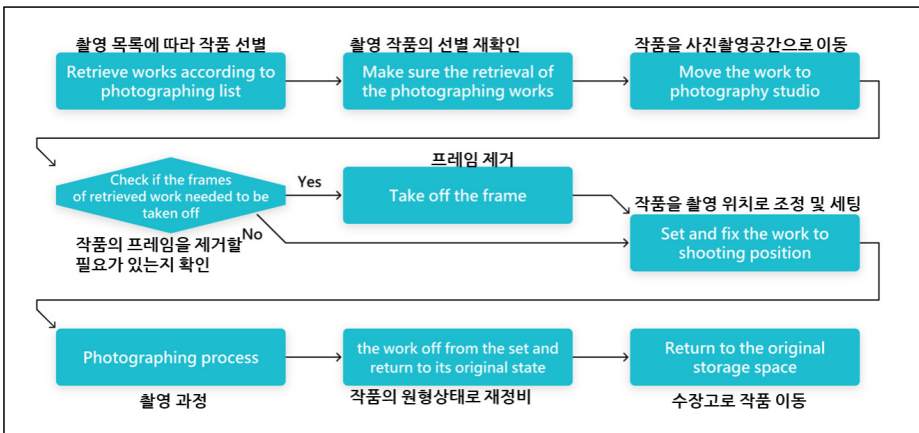 촬영 목록에 따라 작품 선별
Retrieve works according to
photographing list
촬영 작품의 선별 재확인
Make sure the retrieval of
the photographing works
작품을 사진촬영공간으로 이동
Move the work to
photography studio
Check if the frames
of retrieved work needed to be
taken off
작품의 프레임을 제거할
필요가 있는지 확인
Yes
No
프레임 제거
Take off the frame
작품을 촬영 위치로 조정 및 세팅
Set and fix the work to
shooting position
Photographing process
촬영 과정
the work off from the set and
return to its original state
작품의 원형상태로 재정비
Return to the original
storage space
수장고로 작품 이동